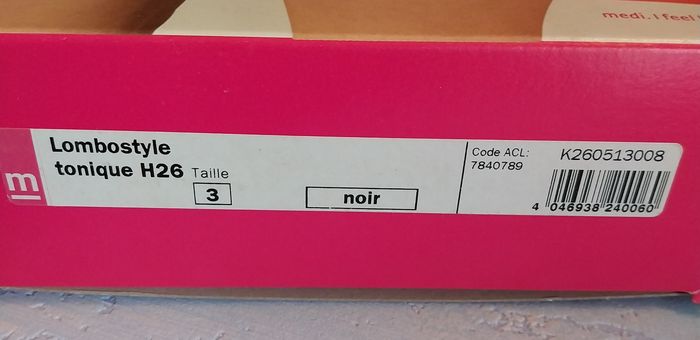 medi. I feel
Lombostyle
tonique H26 Taille
3
noir
Code ACL:
7840789
K260513008
4 046938 240060
m